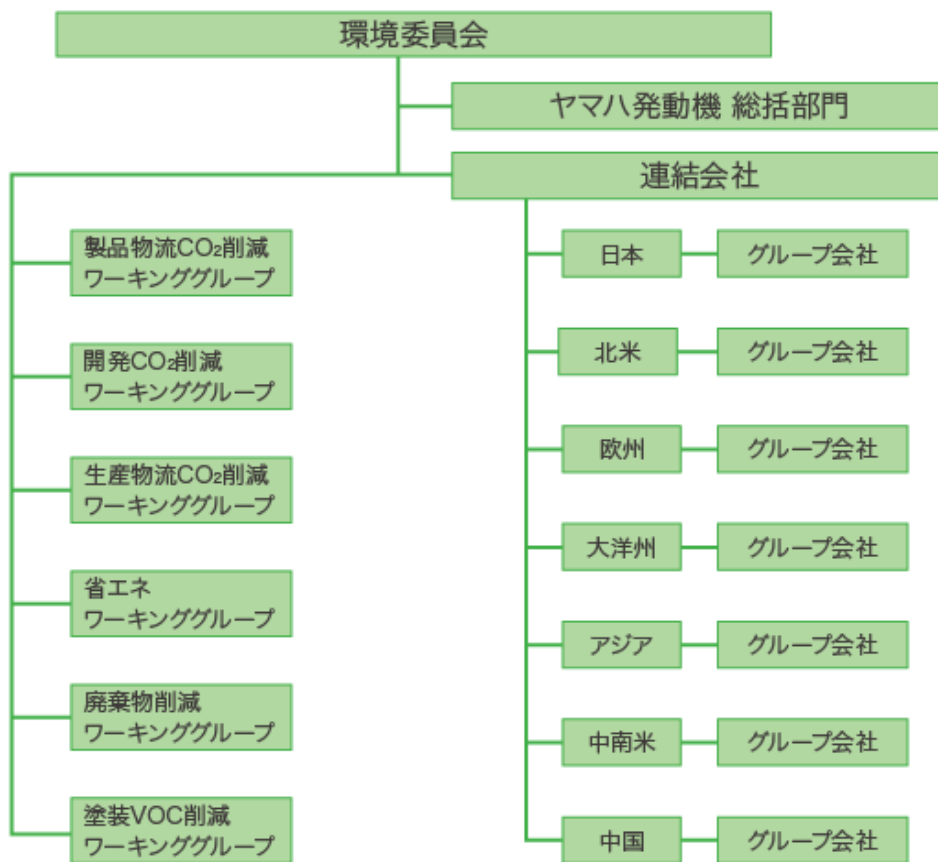 環境委員会
ヤマハ発動機 総括部門
連結会社
製品物流CO₂削減
ワーキンググループ
開発CO₂削減
ワーキンググループ
生産物流CO₂削減
ワーキンググループ
省エネ
ワーキンググループ
廃棄物削減
ワーキンググループ
塗装VOC削減
ワーキンググループ
日本
グループ会社
北米
グループ会社
欧州
グループ会社
大洋州
グループ会社
アジア
グループ会社
中南米
グループ会社
中国
グループ会社